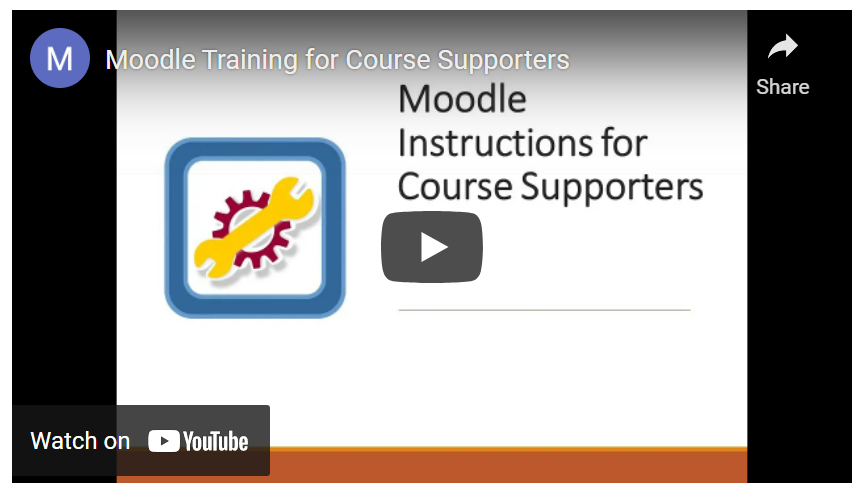 M
Moodle Training for Course Supporters
Share
Moodle
Instructions for
Course Supporters
Watch on YouTube